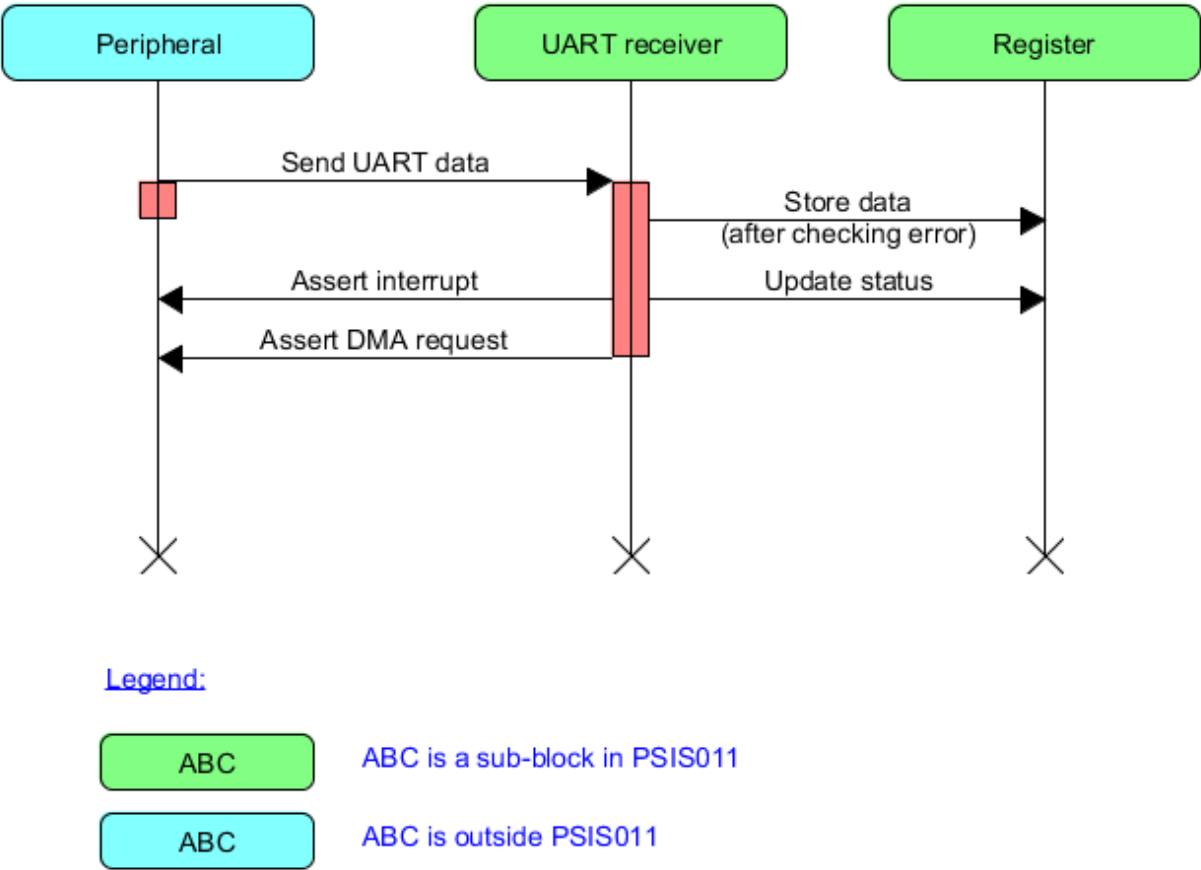 Peripheral
UART receiver
Register
Send UART data
Store data
(after checking error)
Assert interrupt
Update status
Assert DMA request
Legend:
ABC
ABC is a sub-block in PSIS011
ABC
ABC is outside PSIS011